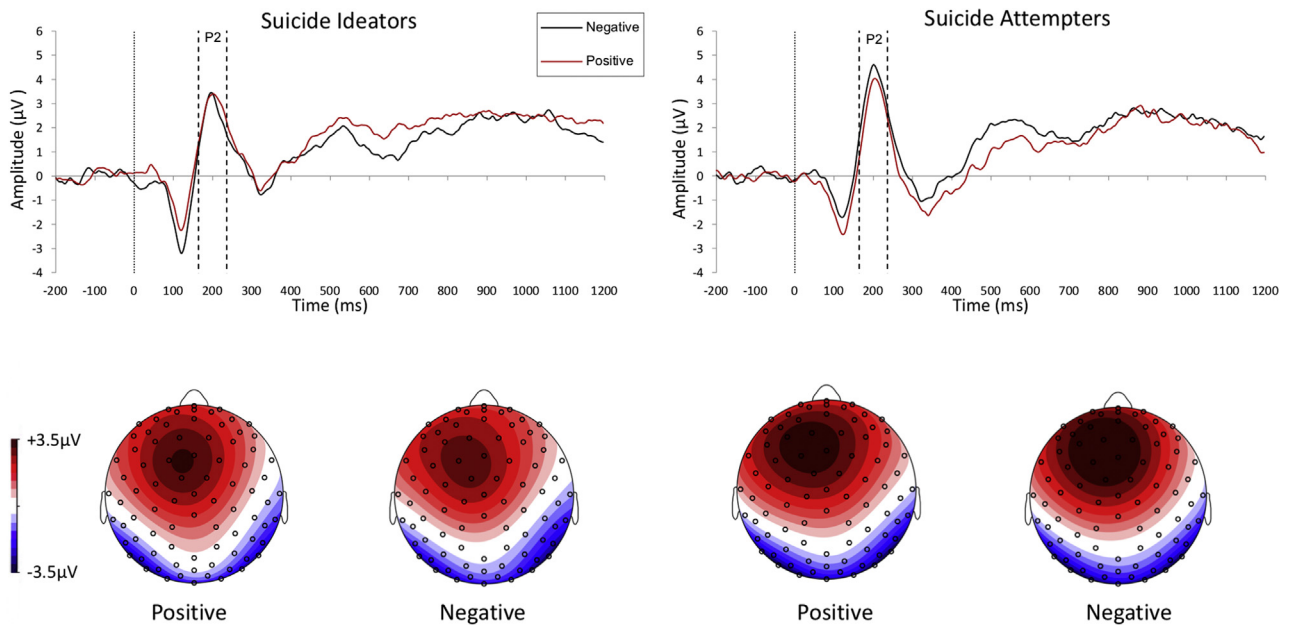 Suicide Ideators
Negative
Positive
P2
6
5
4
3
2
1
0
-1
-2
-3
-4
Amplitude (µV )
-200 -100 0 100 200 300 400 500 600 700 800 900 1000 1100 1200
Time (ms)
Suicide Attempters
P2
6
5
4
3
2
1
0
-1
-2
-3
-4
Amplitude (µV )
-200 -100 0 100 200 300 400 500 600 700 800 900 1000 1100 1200
Time (ms)
+3.5µV
-3.5µV
Positive
Negative
Positive
Negative